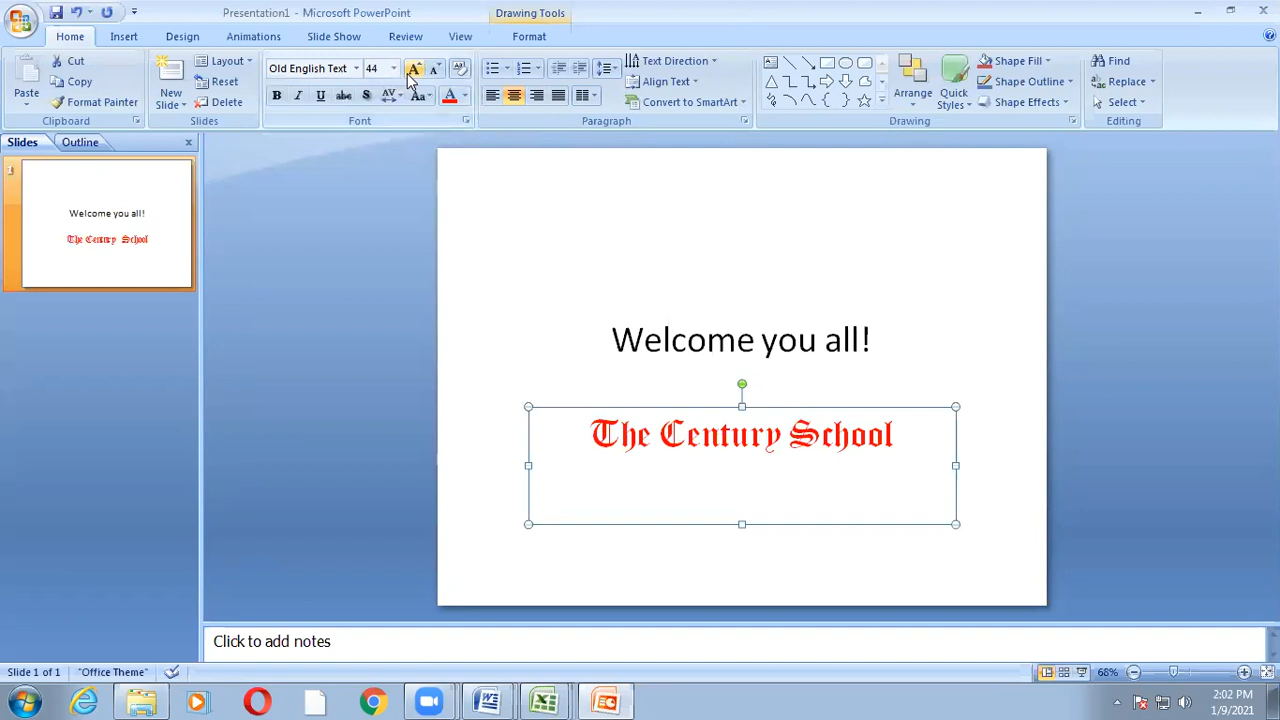 Presentation1 - Microsoft PowerPoint
Drawing Tools
Home
Insert
Design
Animations
Slide Show
Review
View
Format
Paste
Cut
Copy
Format Painter
Clipboard
New
Slide
Layout
Reset
Delete
Slides
Old English Text
44
B
I
U
abc
S
AV
Aa
A
Font
Text Direction
Align Text
Convert to SmartArt
Paragraph
Arrange
Quick
Styles
Shape Fill
Shape Outline
Shape Effects
Drawing
Find
Replace
Select
Editing
Slides
Outline
1
Welcome you all!
The Century School
Welcome you all!
The Century School
Click to add notes
Slide 1 of 1
"Office Theme"
68%
2:02 PM
1/9/2021